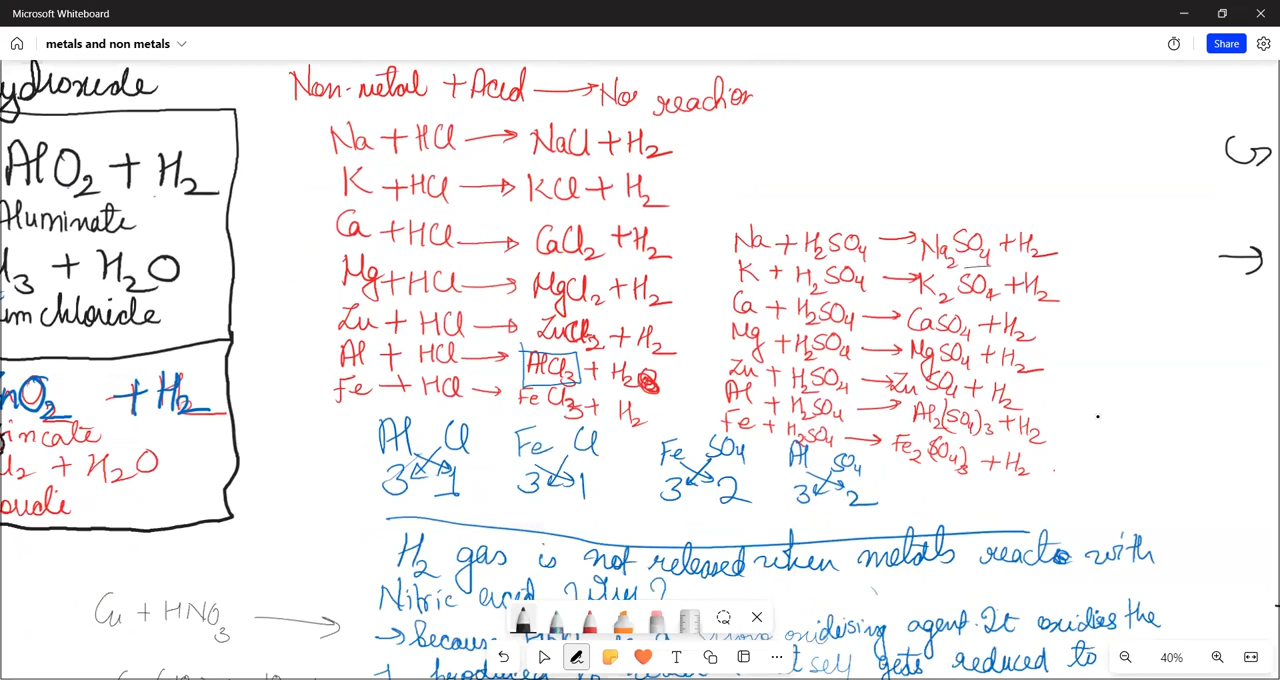 Microsoft Whiteboard
metals and non metals
Share
ydroxide
AlO2 + H2
Aluminate
l3 + H2O
um chloride
nO2 + H2
incate
l2 + H2O
Non-metal + Acid → No reaction
Na + HCl → NaCl + H2
K + HCl → KCl + H2
Ca + HCl → CaCl2 + H2
Mg + HCl → MgCl2 + H2
Zn + HCl → ZnCl2 + H2
Al + HCl → AlCl3 + H2
Fe + HCl → FeCl3 + H2
Na + H2SO4 → Na2SO4 + H2
K + H2SO4 → K2SO4 + H2
Ca + H2SO4 → CaSO4 + H2
Mg + H2SO4 → MgSO4 + H2
Zn + H2SO4 → ZnSO4 + H2
Al + H2SO4 → Al2(SO4)3 + H2
Fe + H2SO4 → Fe2(SO4)3 + H2
Al Cl Fe Cl Fe SO4 Al SO4
3 1 3 1 3 2 3 2
H2 gas is not released when metals reacts with
Nitric acid Why?
→ becaus oxidising agent. It oxidies the
itself gets reduced to
Cu + HNO3 →
40%